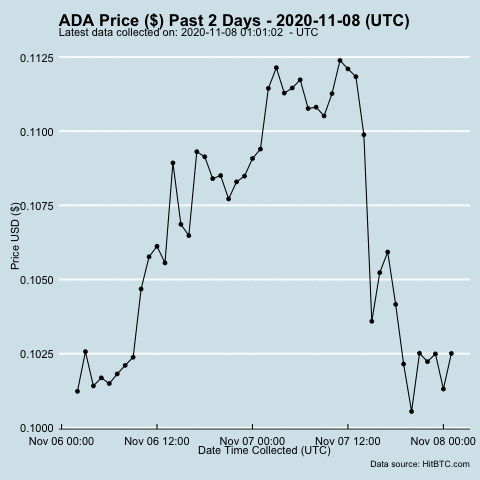 ADA Price ($) Past 2 Days - 2020-11-08 (UTC)
Latest data collected on: 2020-11-08 01:01:02  - UTC
0.1125
0.1100
0.1075
0.1050
0.1025
0.1000
Price USD ($)
Nov 06 00:00 Nov 06 12:00 Nov 07 00:00 Nov 07 12:00 Nov 08 00:00
Date Time Collected (UTC)
Data source: HitBTC.com